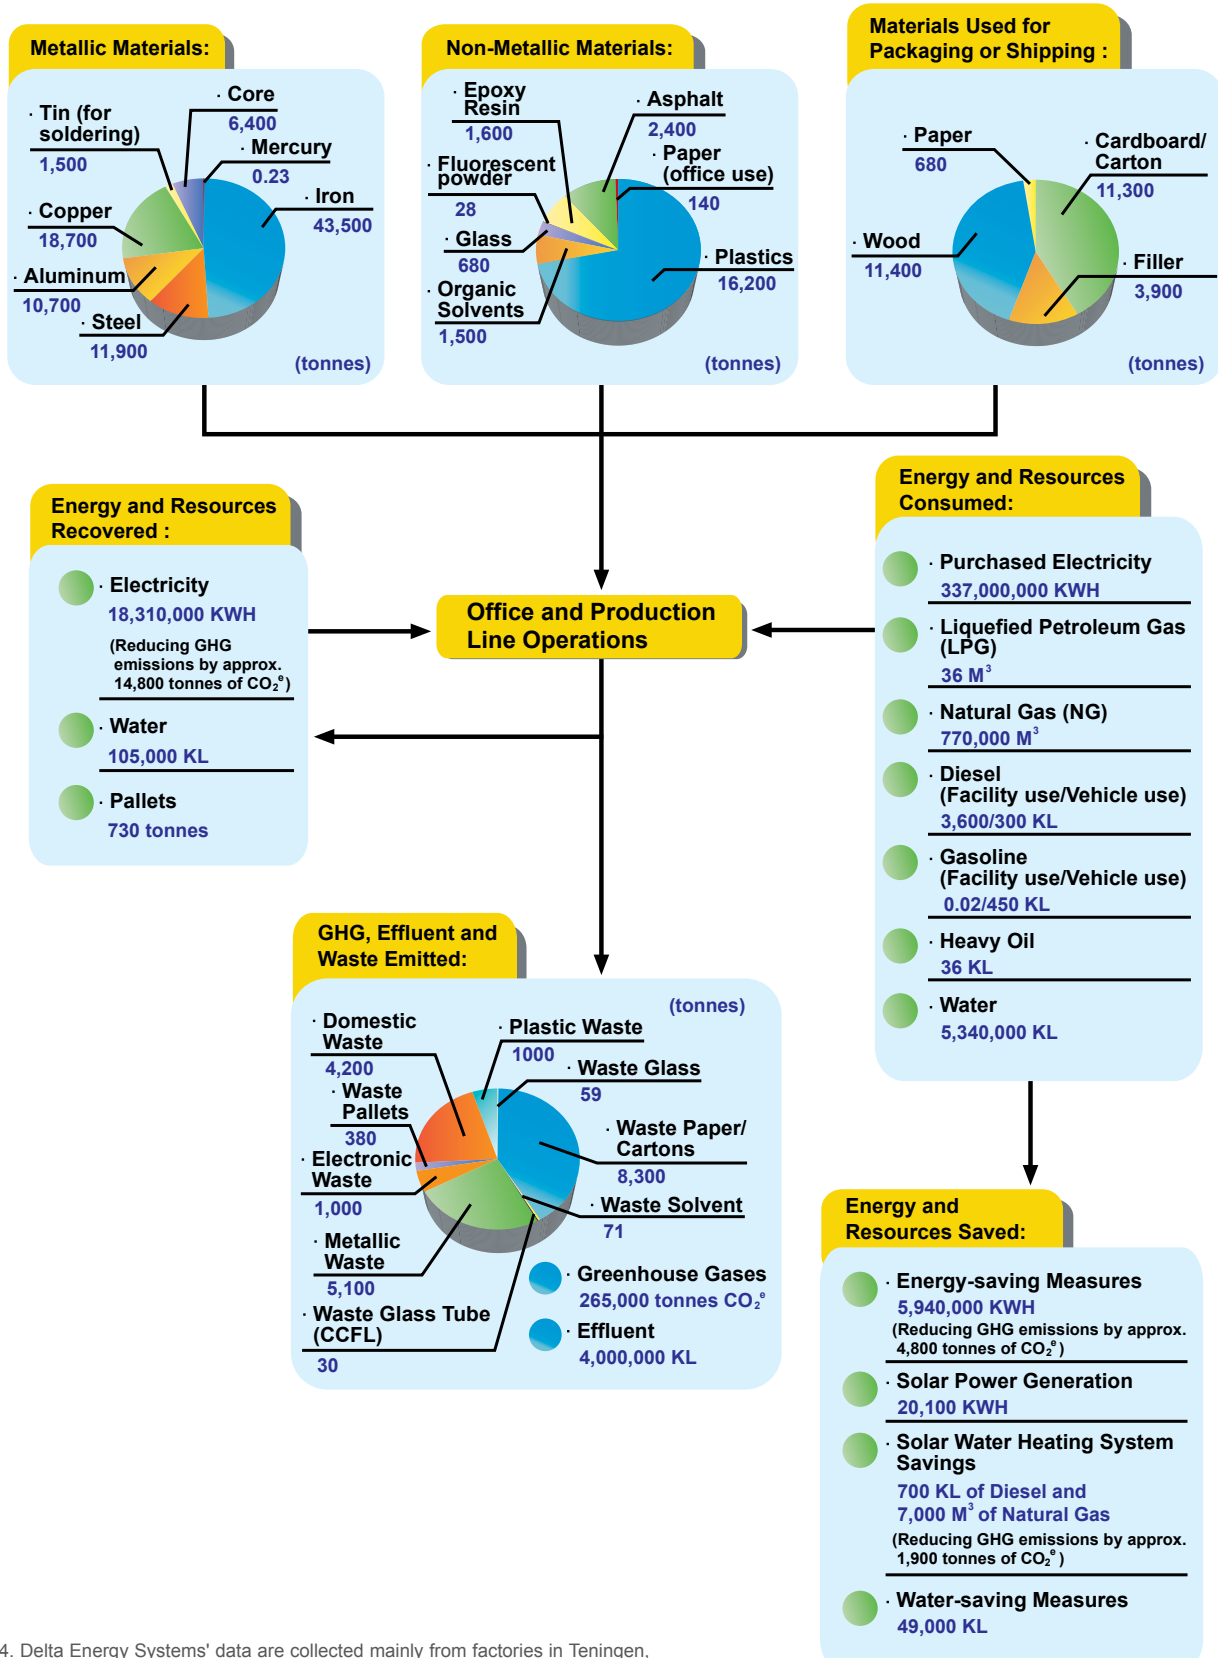 Metallic Materials:
· Core
6,400
· Tin (for
soldering)
1,500
· Mercury
0.23
· Iron
43,500
· Copper
18,700
· Aluminum
10,700
· Steel
11,900
(tonnes)
Non-Metallic Materials:
· Epoxy
Resin
1,600
· Asphalt
2,400
· Fluorescent
powder
28
· Paper
(office use)
140
· Glass
680
· Plastics
16,200
· Organic
Solvents
1,500
(tonnes)
Materials Used for
Packaging or Shipping :
· Paper
680
· Cardboard/
Carton
11,300
· Wood
11,400
· Filler
3,900
(tonnes)
Energy and Resources
Recovered :
· Electricity
18,310,000 KWH
(Reducing GHG
emissions by approx.
14,800 tonnes of CO₂ᵉ)
· Water
105,000 KL
· Pallets
730 tonnes
Office and Production
Line Operations
Energy and Resources
Consumed:
· Purchased Electricity
337,000,000 KWH
· Liquefied Petroleum Gas
(LPG)
36 M³
· Natural Gas (NG)
770,000 M³
· Diesel
(Facility use/Vehicle use)
3,600/300 KL
· Gasoline
(Facility use/Vehicle use)
0.02/450 KL
· Heavy Oil
36 KL
· Water
5,340,000 KL
GHG, Effluent and
Waste Emitted:
(tonnes)
· Domestic
Waste
4,200
· Plastic Waste
1000
· Waste Glass
59
· Waste
Pallets
380
· Waste Paper/
Cartons
8,300
· Electronic
Waste
1,000
· Waste Solvent
71
· Metallic
Waste
5,100
· Waste Glass Tube
(CCFL)
30
· Greenhouse Gases
265,000 tonnes CO₂ᵉ
· Effluent
4,000,000 KL
Energy and
Resources Saved:
· Energy-saving Measures
5,940,000 KWH
(Reducing GHG emissions by approx.
4,800 tonnes of CO₂ᵉ)
· Solar Power Generation
20,100 KWH
· Solar Water Heating System
Savings
700 KL of Diesel and
7,000 M³ of Natural Gas
(Reducing GHG emissions by approx.
1,900 tonnes of CO₂ᵉ)
· Water-saving Measures
49,000 KL
4. Delta Energy Systems' data are collected mainly from factories in Teningen,